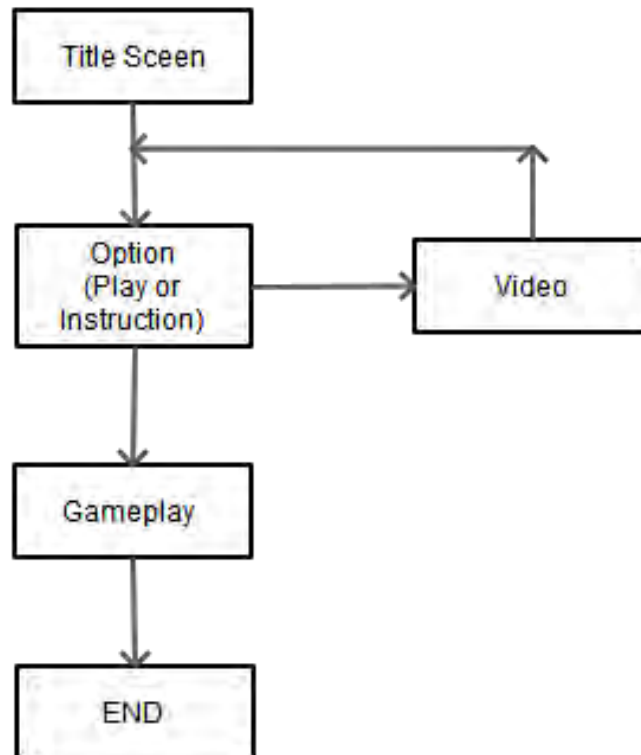 Title Sceen
Option
(Play or
Instruction)
Video
Gameplay
END